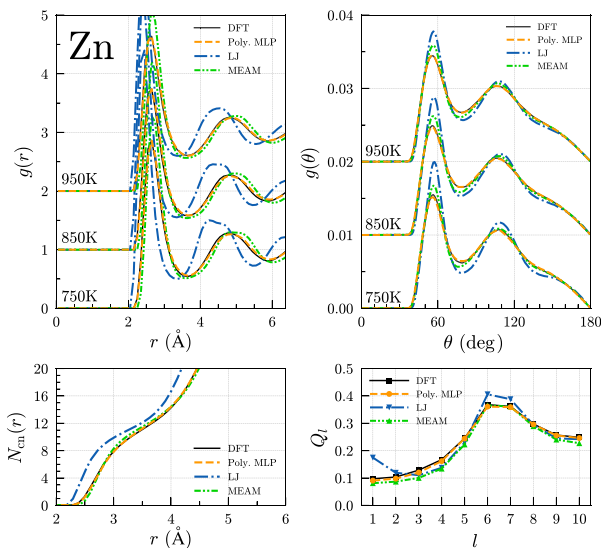 Zn
DFT
Poly. MLP
LJ
MEAM
950K
850K
750K
0 1 2 3 4 5
0 2 4 6
g(r)
r (Å)
DFT
Poly. MLP
LJ
MEAM
950K
850K
750K
0.00 0.01 0.02 0.03 0.04
0 60 120 180
g(θ)
θ (deg)
DFT
Poly. MLP
LJ
MEAM
0 4 8 12 16 20
2 3 4 5 6
N_cn(r)
r (Å)
DFT
Poly. MLP
LJ
MEAM
0.0 0.1 0.2 0.3 0.4 0.5
1 2 3 4 5 6 7 8 9 10
Q_l
l